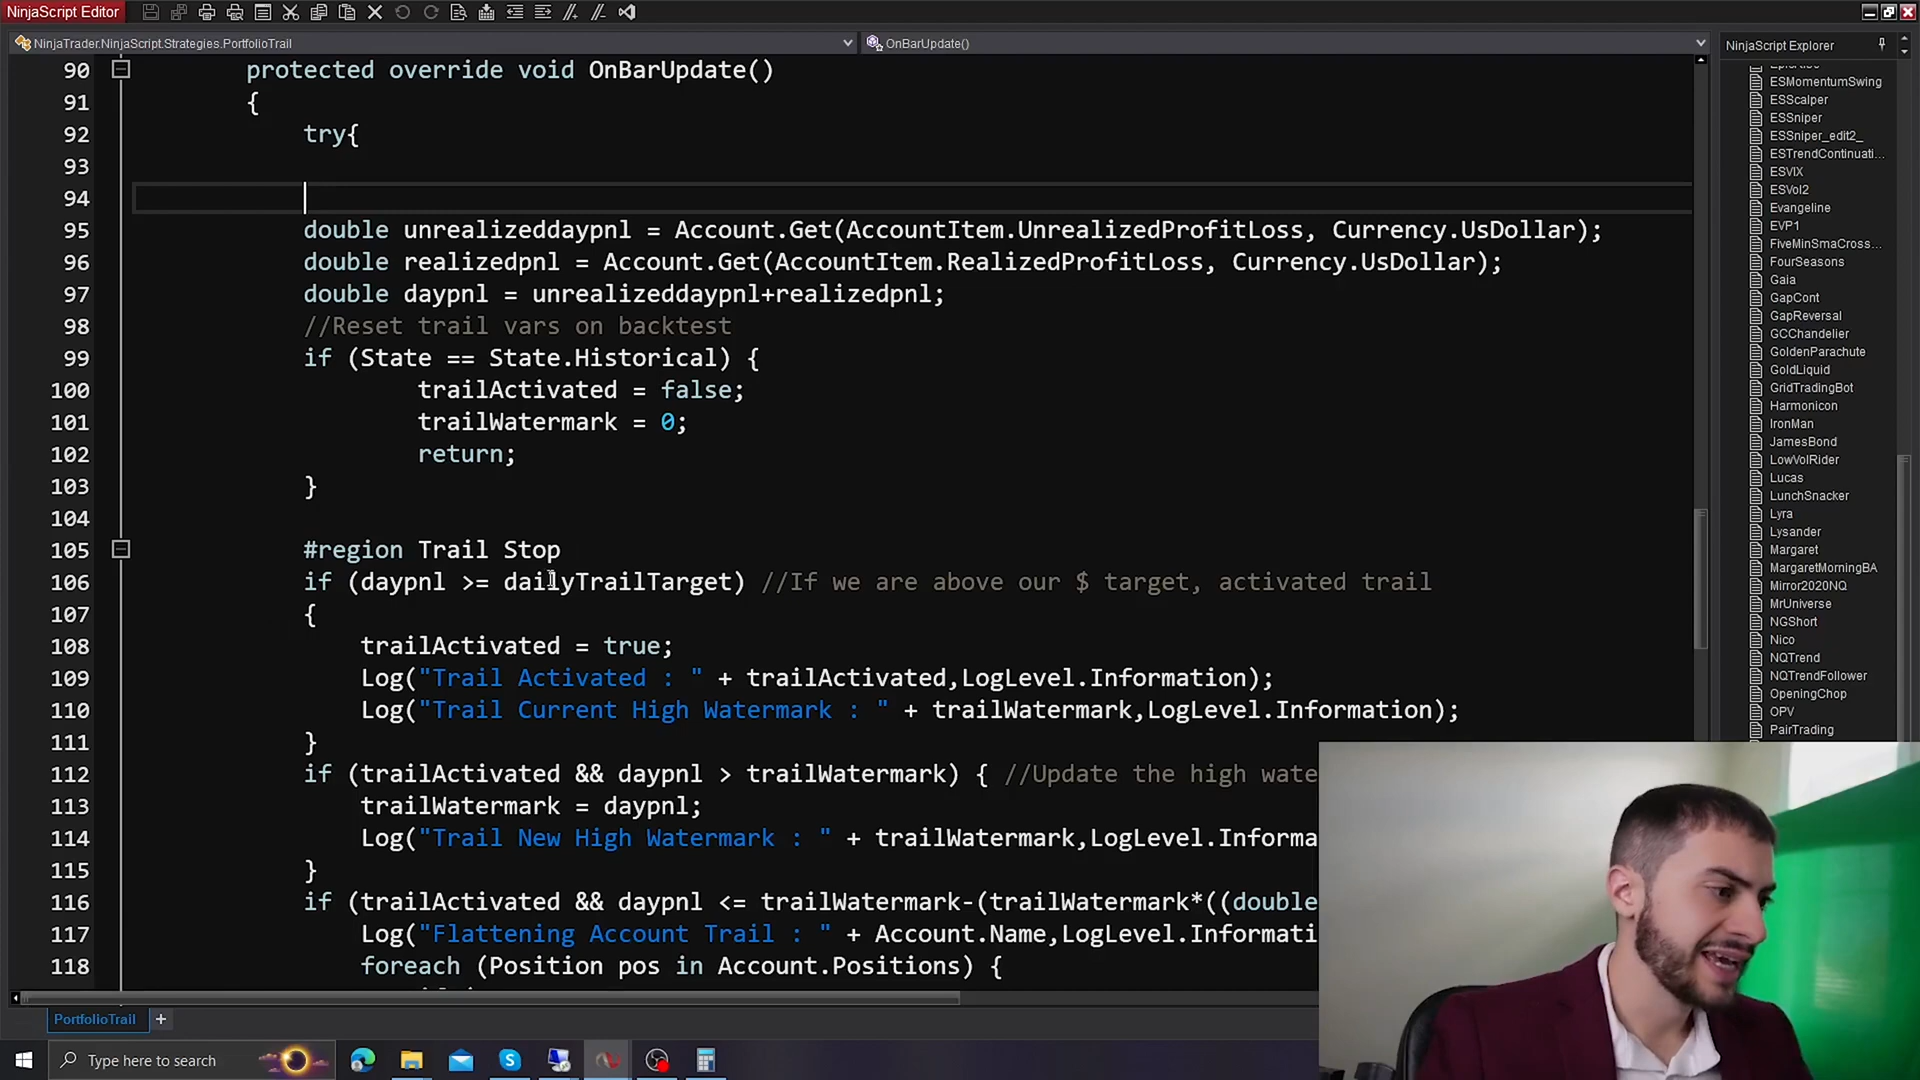 NinjaScript Editor
NinjaTrader.NinjaScript.Strategies.PortfolioTrail
OnBarUpdate()
90 protected override void OnBarUpdate()
91 {
92 try{
93
94
95 double unrealizeddaypnl = Account.Get(AccountItem.UnrealizedProfitLoss, Currency.UsDollar);
96 double realizedpnl = Account.Get(AccountItem.RealizedProfitLoss, Currency.UsDollar);
97 double daypnl = unrealizeddaypnl+realizedpnl;
98 //Reset trail vars on backtest
99 if (State == State.Historical) {
100 trailActivated = false;
101 trailWatermark = 0;
102 return;
103 }
104
105 #region Trail Stop
106 if (daypnl >= dailyTrailTarget) //If we are above our $ target, activated trail
107 {
108 trailActivated = true;
109 Log("Trail Activated : " + trailActivated,LogLevel.Information);
110 Log("Trail Current High Watermark : " + trailWatermark,LogLevel.Information);
111 }
112 if (trailActivated && daypnl > trailWatermark) { //Update the high wate
113 trailWatermark = daypnl;
114 Log("Trail New High Watermark : " + trailWatermark,LogLevel.Informa
115 }
116 if (trailActivated && daypnl <= trailWatermark-(trailWatermark*((double
117 Log("Flattening Account Trail : " + Account.Name,LogLevel.Informati
118 foreach (Position pos in Account.Positions) {
PortfolioTrail
NinjaScript Explorer
ESMomentumSwing
ESScalper
ESSniper
ESSniper_edit2_
ESTrendContinuati...
ESVIX
ESVol2
Evangeline
EVP1
FiveMinSmaCross...
FourSeasons
Gaia
GapCont
GapReversal
GCChandelier
GoldenParachute
GoldLiquid
GridTradingBot
Harmonicon
IronMan
JamesBond
LowVolRider
Lucas
LunchSnacker
Lyra
Lysander
Margaret
MargaretMorningBA
Mirror2020NQ
MrUniverse
NGShort
Nico
NQTrend
NQTrendFollower
OpeningChop
OPV
PairTrading
Type here to search